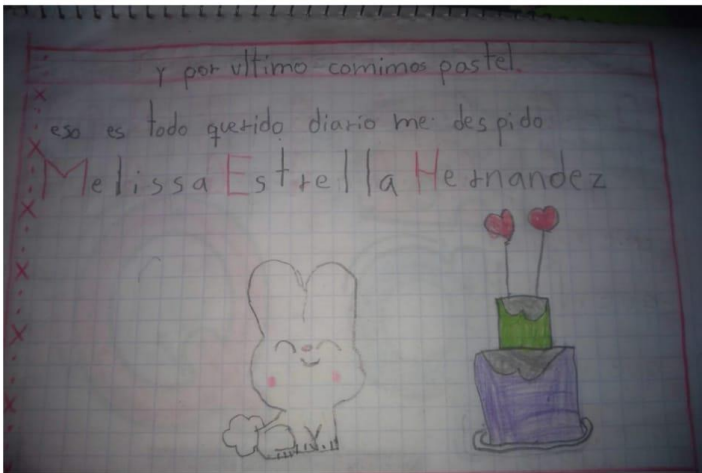 Y por ultimo comimos pastel.
eso es todo querido diario me despido
Melissa Estrella Hernandez